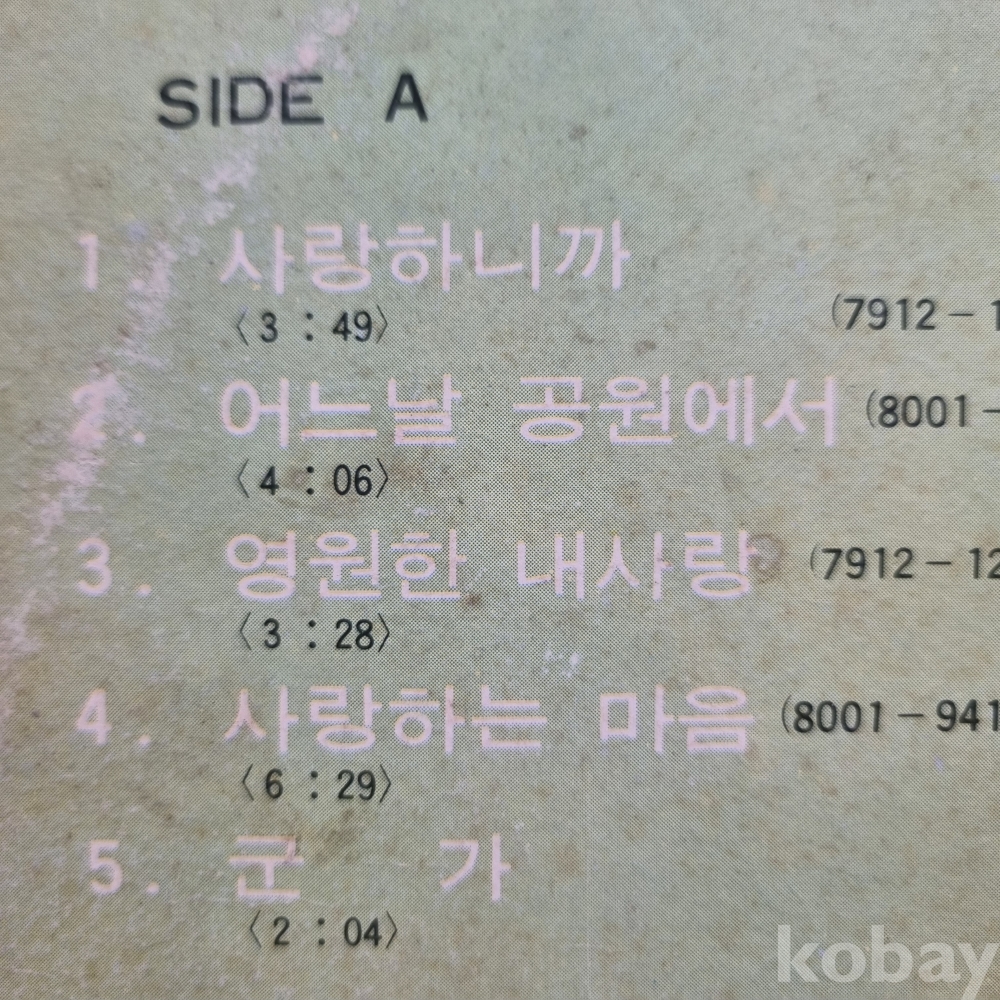 SIDE A
1. 사랑하니까
〈3 : 49〉 (7912-1
2. 어느날 공원에서 (8001-
〈4 : 06〉
3. 영원한 내사랑 (7912-12
〈3 : 28〉
4. 사랑하는 마음 (8001-941
〈6 : 29〉
5. 군 가
〈2 : 04〉
kobay